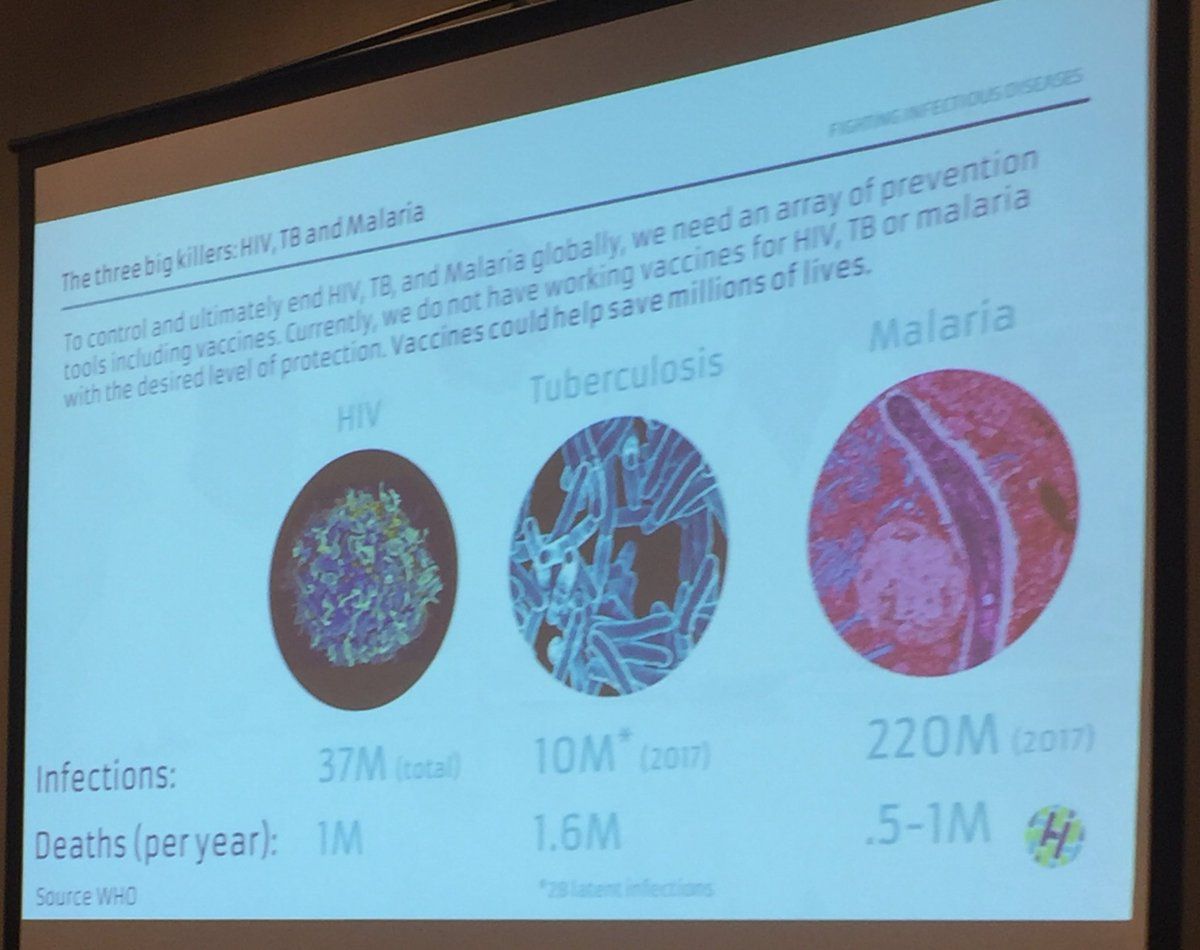 FIGHTING INFECTIOUS DISEASES
The three big killers: HIV, TB and Malaria
To control and ultimately end HIV, TB, and Malaria globally, we need an array of prevention
tools including vaccines. Currently, we do not have working vaccines for HIV, TB or malaria
with the desired level of protection. Vaccines could help save millions of lives.
HIV Tuberculosis Malaria
Infections: 37M (total) 10M* (2017) 220M (2017)
Deaths (per year): 1M 1.6M .5-1M
H
Source WHO *2B latent infections